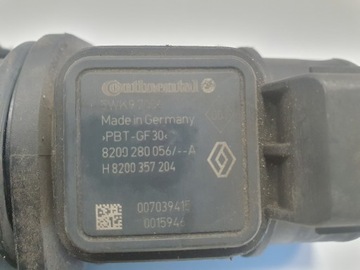 Continental
Made in Germany
›PBT-GF30‹
8200 280 056/--A
H 8200 357 204
007039415
0015946